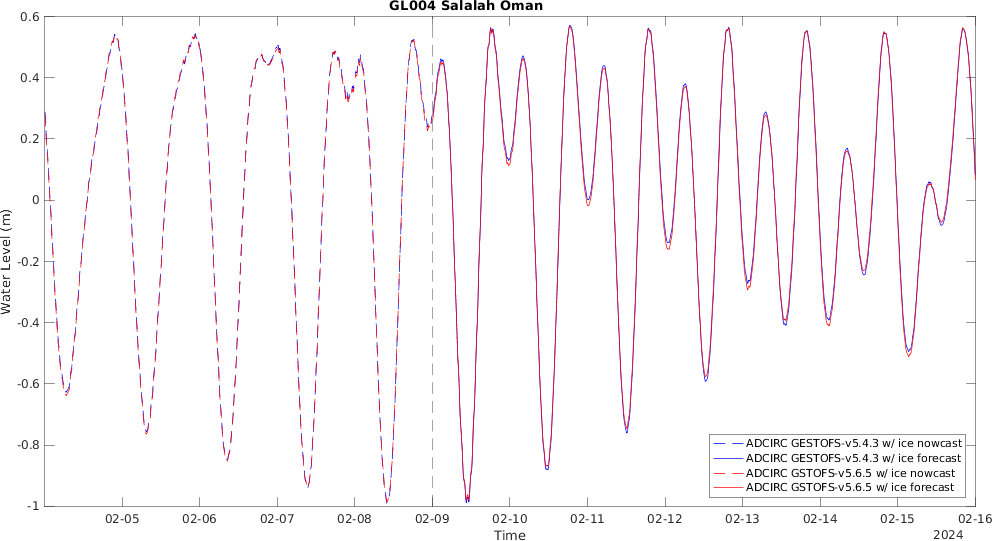 GL004 Salalah Oman
0.6
0.4
0.2
0
-0.2
-0.4
-0.6
-0.8
-1
Water Level (m)
02-05 02-06 02-07 02-08 02-09 02-10 02-11 02-12 02-13 02-14 02-15 02-16
Time
2024
ADCIRC GESTOFS-v5.4.3 w/ ice nowcast
ADCIRC GESTOFS-v5.4.3 w/ ice forecast
ADCIRC GSTOFS-v5.6.5 w/ ice nowcast
ADCIRC GSTOFS-v5.6.5 w/ ice forecast